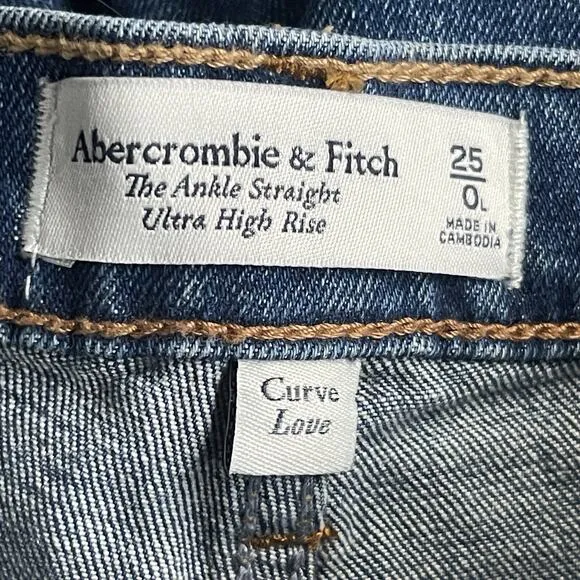 Abercrombie & Fitch
The Ankle Straight
Ultra High Rise
25
0L
MADE IN
CAMBODIA
Curve
Love